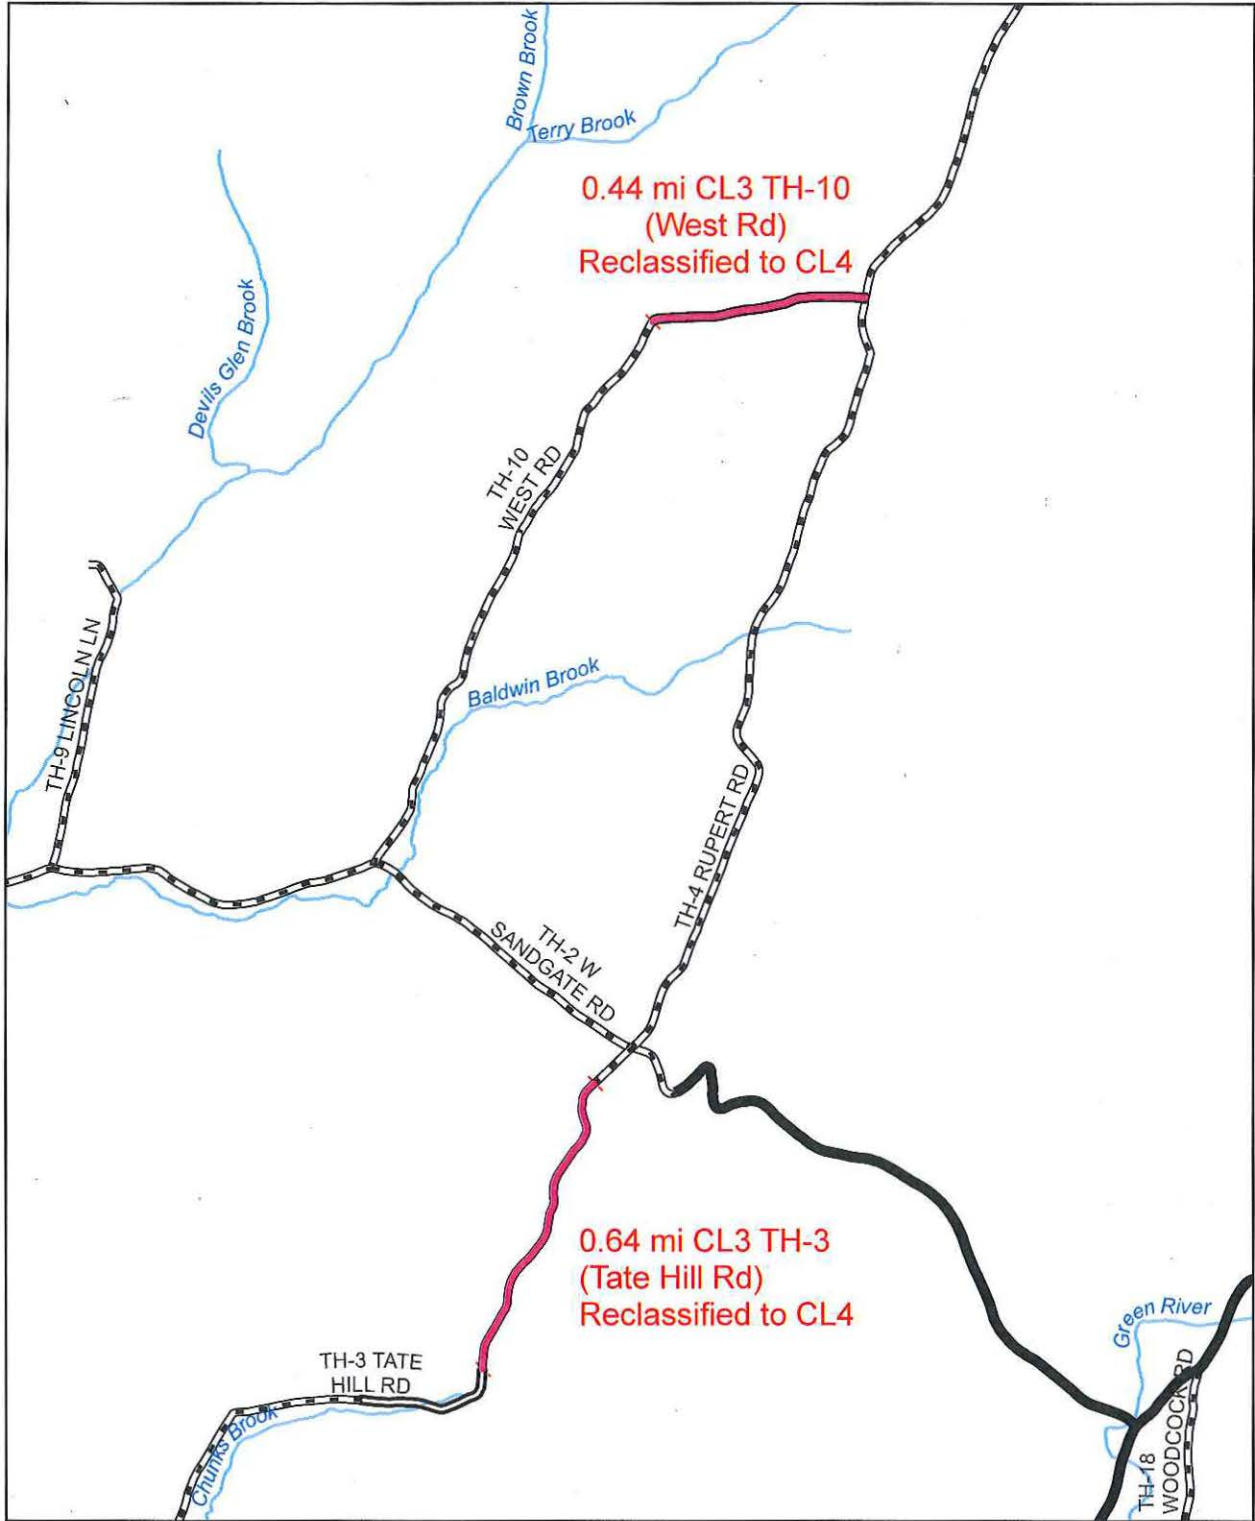 Brown Brook
Terry Brook
0.44 mi CL3 TH-10
(West Rd)
Reclassified to CL4
Devils Glen Brook
TH-10
WEST RD
TH-9 LINCOLN LN
Baldwin Brook
TH-4 RUPERT RD
TH-2 W
SANDGATE RD
0.64 mi CL3 TH-3
(Tate Hill Rd)
Reclassified to CL4
Green River
TH-3 TATE
HILL RD
Chunks Brook
TH-18
WOODCOCK RD